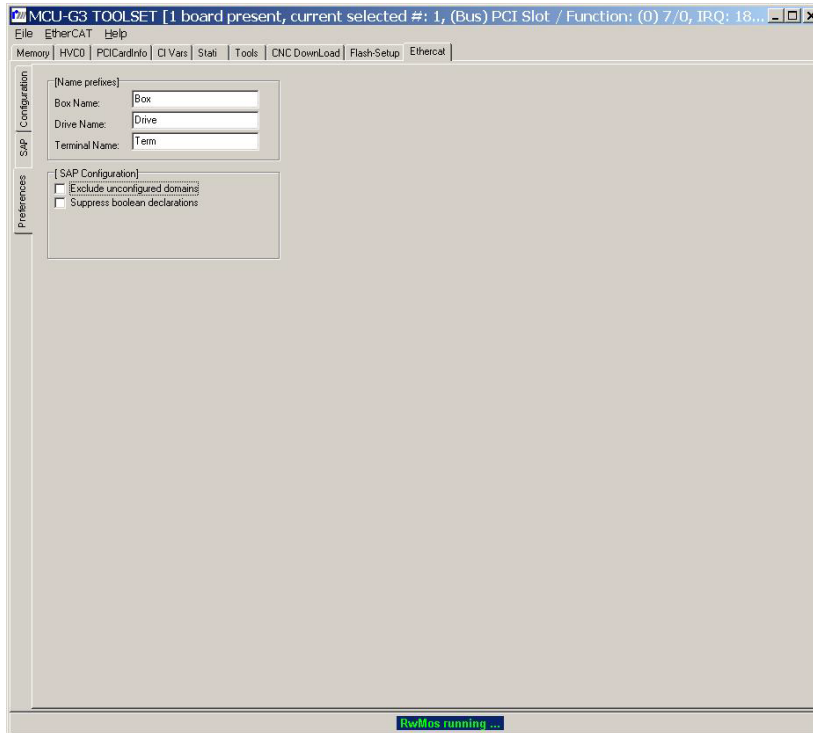 MCU-G3 TOOLSET [1 board present, current selected #: 1, (Bus) PCI Slot / Function: (0) 7/0, IRQ: 18...
File EtherCAT Help
Memory HVC0 PCICardInfo CI Vars Stati Tools CNC DownLoad Flash-Setup Ethercat
Configuration
SAP
Preferences
[Name prefixes]
Box Name: Box
Drive Name: Drive
Terminal Name: Term
[ SAP Configuration]
Exclude unconfigured domains
Suppress boolean declarations
RwMos running ...